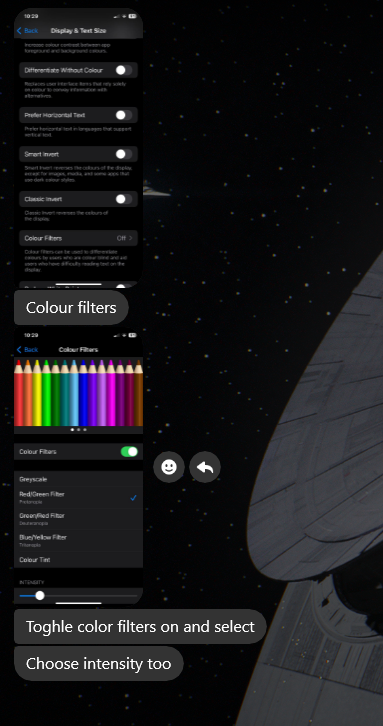 10:29
Back
Display & Text Size
Increase colour contrast between app
foreground and background colours.
Differentiate Without Colour
Replaces user interface items that rely solely
on colour to convey information with
alternatives.
Prefer Horizontal Text
Prefer horizontal text in languages that support
vertical text.
Smart Invert
Smart Invert reverses the colours of the display,
except for images, media, and some apps that
use dark colour styles.
Classic Invert
Classic Invert reverses the colours of
the display.
Colour Filters
Off
Colour filters can be used to differentiate
colours by users who are colour blind and aid
users who have difficulty reading text on the
display.
Colour filters
10:29
Back
Colour Filters
Colour Filters
Greyscale
Red/Green Filter
Protanopia
Green/Red Filter
Deuteranopia
Blue/Yellow Filter
Tritanopia
Colour Tint
INTENSITY
Toghle color filters on and select
Choose intensity too